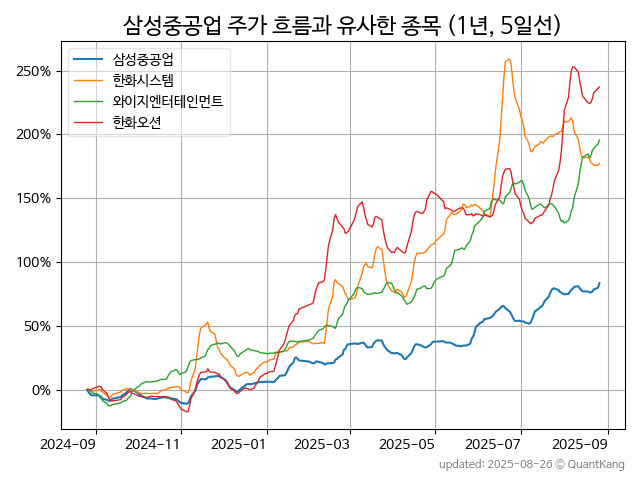 삼성중공업 주가 흐름과 유사한 종목 (1년, 5일선)
삼성중공업
한화시스템
와이지엔터테인먼트
한화오션
250%
200%
150%
100%
50%
0%
2024-09 2024-11 2025-01 2025-03 2025-05 2025-07 2025-09
updated: 2025-08-26 © QuantKang